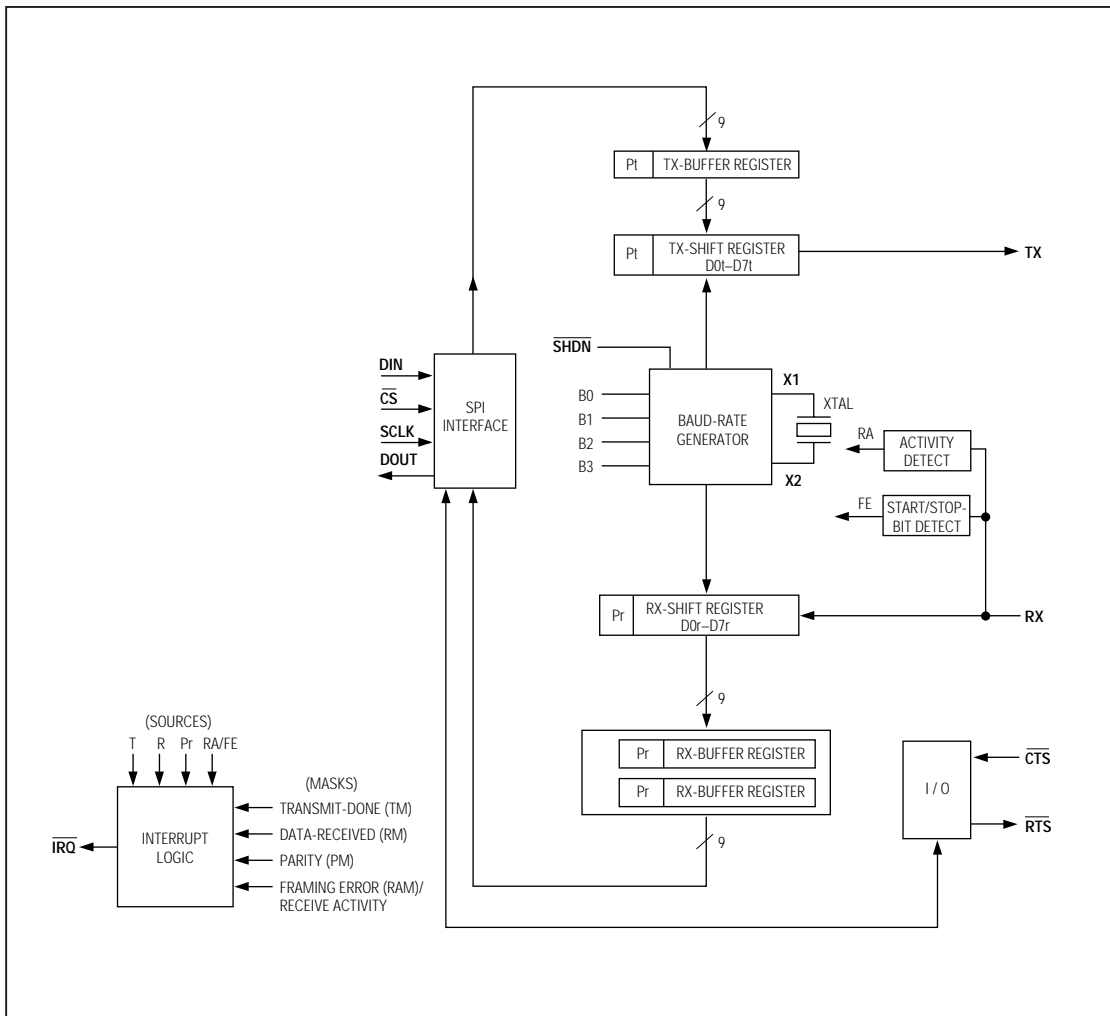 9
Pt TX-BUFFER REGISTER
9
Pt TX-SHIFT REGISTER
D0t–D7t
TX
DIN
CS
SCLK
DOUT
SPI
INTERFACE
SHDN
B0
B1
B2
B3
BAUD-RATE
GENERATOR
X1
XTAL
X2
RA
ACTIVITY
DETECT
FE
START/STOP-
BIT DETECT
Pr RX-SHIFT REGISTER
D0r–D7r
RX
9
Pr RX-BUFFER REGISTER
Pr RX-BUFFER REGISTER
9
I / O
CTS
RTS
(SOURCES)
T R Pr RA/FE
(MASKS)
TRANSMIT-DONE (TM)
DATA-RECEIVED (RM)
PARITY (PM)
FRAMING ERROR (RAM)/
RECEIVE ACTIVITY
INTERRUPT
LOGIC
IRQ